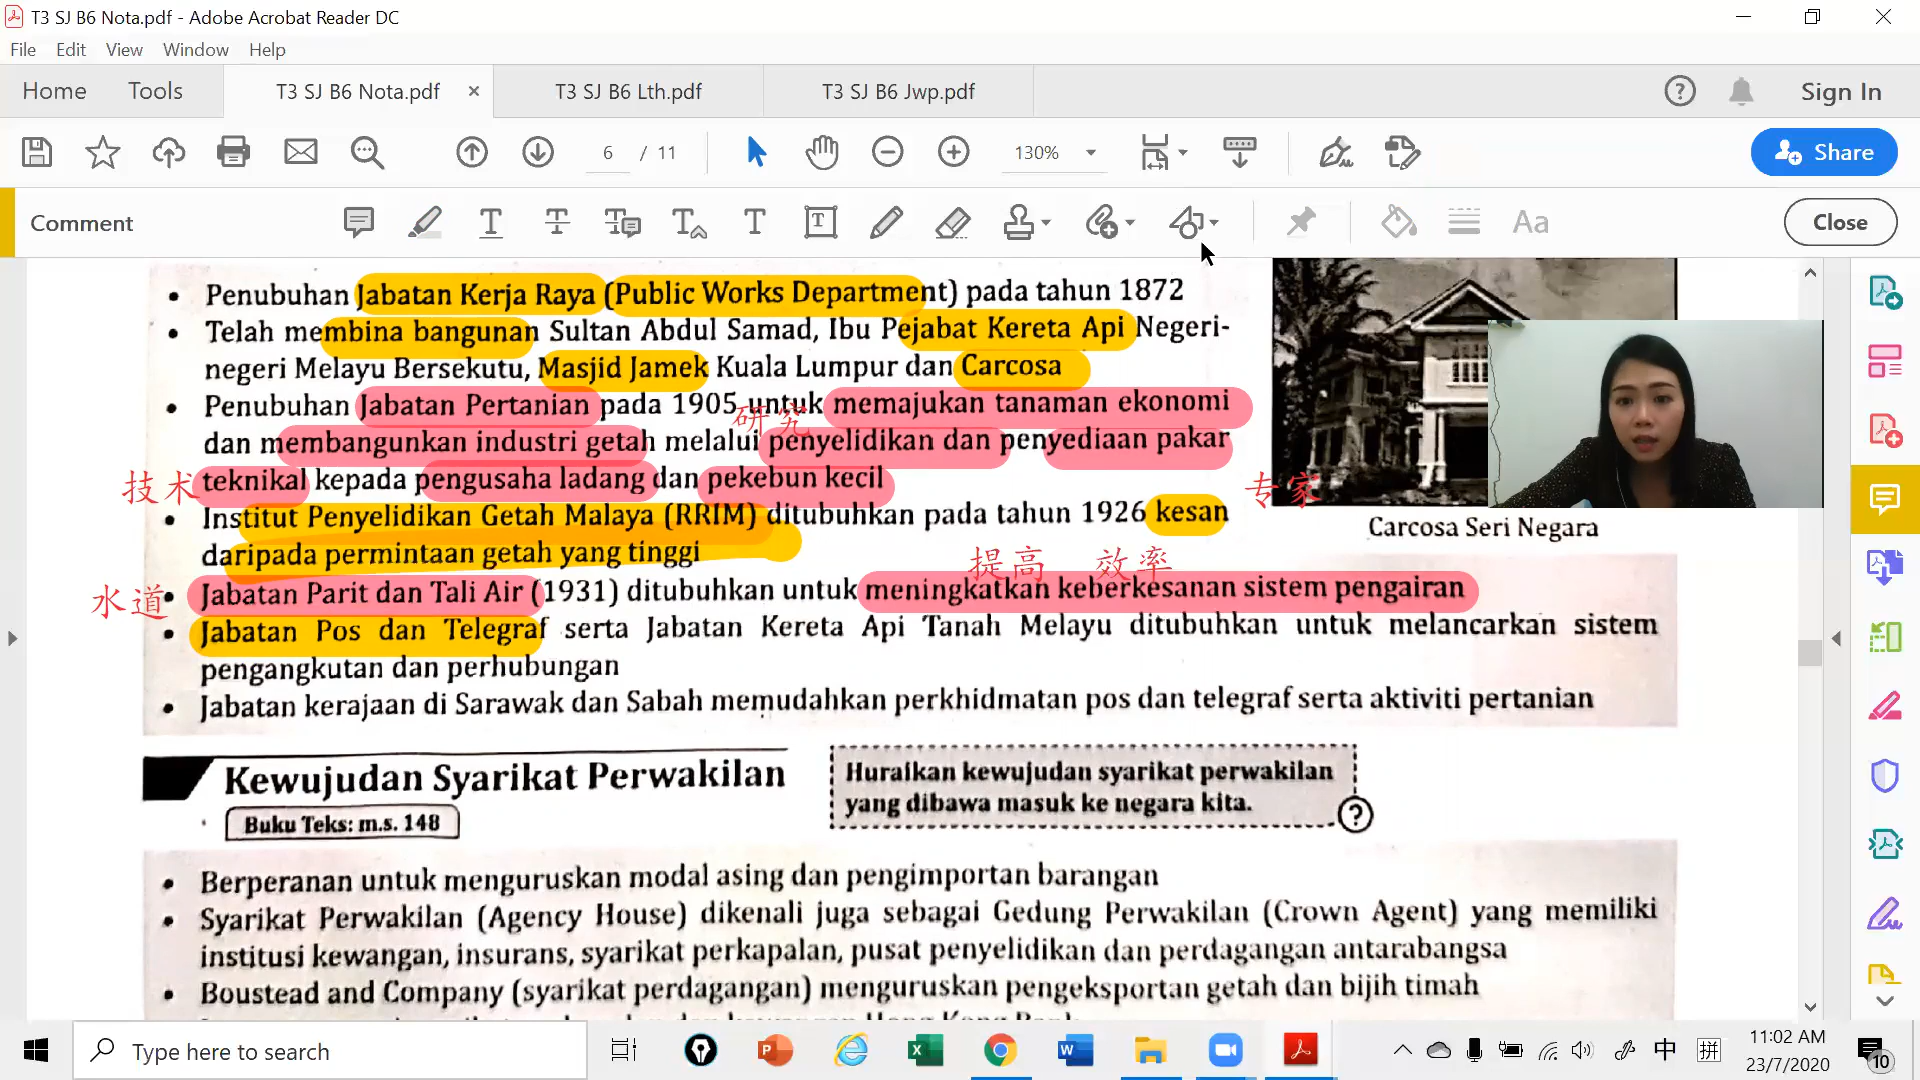 T3 SJ B6 Nota.pdf - Adobe Acrobat Reader DC
File Edit View Window Help
Home Tools T3 SJ B6 Nota.pdf × T3 SJ B6 Lth.pdf T3 SJ B6 Jwp.pdf Sign In
6 / 11 130% Share
Comment Aa Close
• Penubuhan Jabatan Kerja Raya (Public Works Department) pada tahun 1872
• Telah membina bangunan Sultan Abdul Samad, Ibu Pejabat Kereta Api Negeri-
negeri Melayu Bersekutu, Masjid Jamek Kuala Lumpur dan Carcosa
• Penubuhan Jabatan Pertanian pada 1905 untuk memajukan tanaman ekonomi
研究
dan membangunkan industri getah melalui penyelidikan dan penyediaan pakar
技术 teknikal kepada pengusaha ladang dan pekebun kecil 专家
• Institut Penyelidikan Getah Malaya (RRIM) ditubuhkan pada tahun 1926 kesan
Carcosa Seri Negara
daripada permintaan getah yang tinggi
提高 效率
水道 • Jabatan Parit dan Tali Air (1931) ditubuhkan untuk meningkatkan keberkesanan sistem pengairan
• Jabatan Pos dan Telegraf serta Jabatan Kereta Api Tanah Melayu ditubuhkan untuk melancarkan sistem
pengangkutan dan perhubungan
• Jabatan kerajaan di Sarawak dan Sabah memudahkan perkhidmatan pos dan telegraf serta aktiviti pertanian
Kewujudan Syarikat Perwakilan
Buku Teks: m.s. 148
Huraikan kewujudan syarikat perwakilan
yang dibawa masuk ke negara kita.
?
• Berperanan untuk menguruskan modal asing dan pengimportan barangan
• Syarikat Perwakilan (Agency House) dikenali juga sebagai Gedung Perwakilan (Crown Agent) yang memiliki
institusi kewangan, insurans, syarikat perkapalan, pusat penyelidikan dan perdagangan antarabangsa
• Boustead and Company (syarikat perdagangan) menguruskan pengeksportan getah dan bijih timah
Type here to search
中 拼
11:02 AM
23/7/2020
10